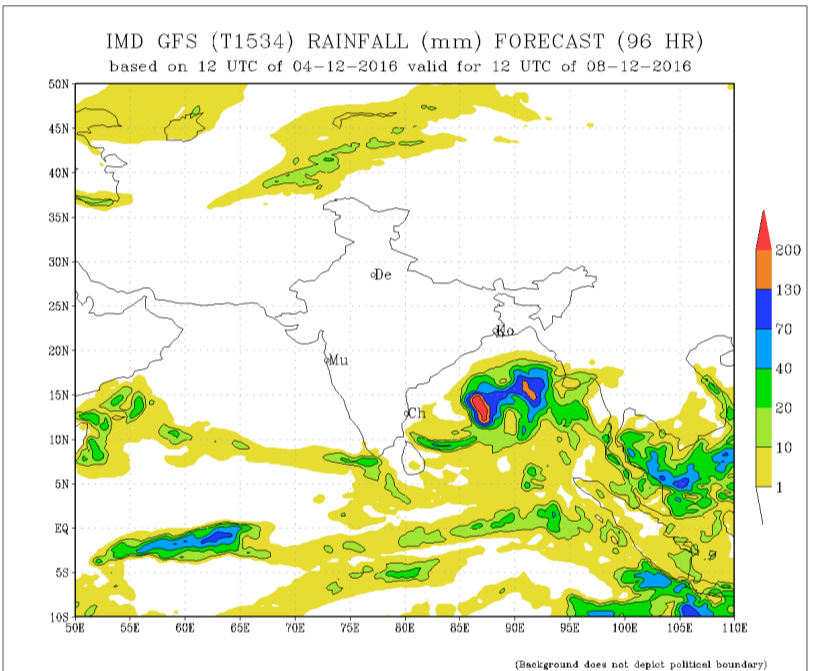 IMD GFS (T1534) RAINFALL (mm) FORECAST (96 HR)
based on 12 UTC of 04-12-2016 valid for 12 UTC of 08-12-2016
50N
45N
40N
35N
30N
25N
20N
15N
10N
5N
EQ
5S
10S
De
Ko
Mu
Ch
50E 55E 60E 65E 70E 75E 80E 85E 90E 95E 100E 105E 110E
200
130
70
40
20
10
1
(Background does not depict political boundary)